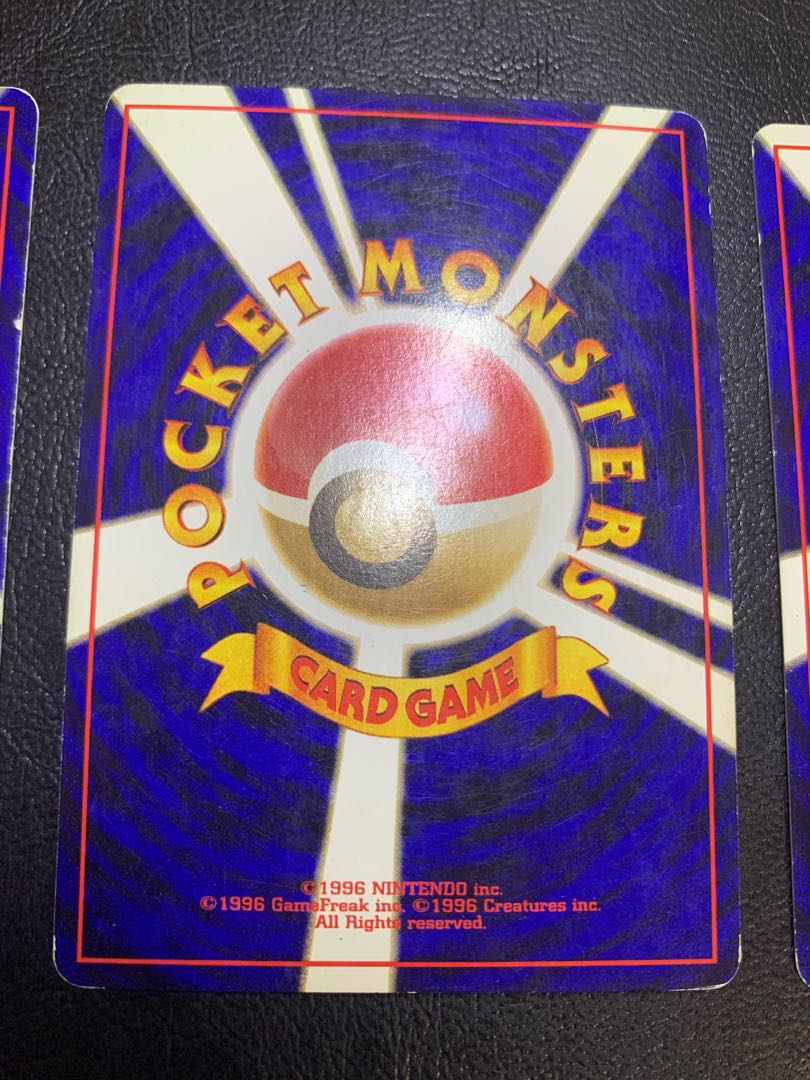 POCKET MONSTERS
CARD GAME
©1996 NINTENDO inc.
©1996 GameFreak inc. ©1996 Creatures inc.
All Rights reserved.